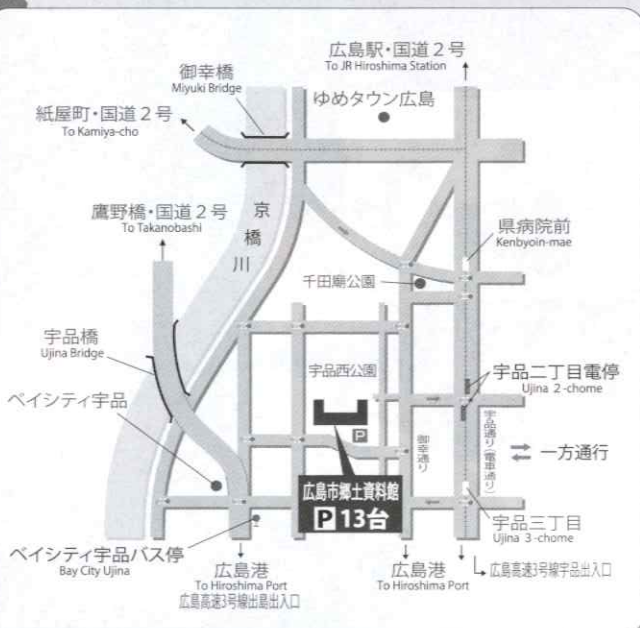 広島駅・国道２号
To JR Hiroshima Station
御幸橋
Miyuki Bridge
ゆめタウン広島
紙屋町・国道２号
To Kamiya-cho
鷹野橋・国道２号
To Takanobashi
京橋川
県病院前
Kenbyoin-mae
千田廟公園
宇品橋
Ujina Bridge
宇品西公園
宇品二丁目電停
Ujina 2-chome
ベイシティ宇品
P
御幸通り
宇品通り(電車通り)
一方通行
広島市郷土資料館
P 13台
宇品三丁目
Ujina 3-chome
ベイシティ宇品バス停
Bay City Ujina
広島港
To Hiroshima Port
広島高速3号線出島出入口
広島港
To Hiroshima Port
広島高速3号線宇品出入口